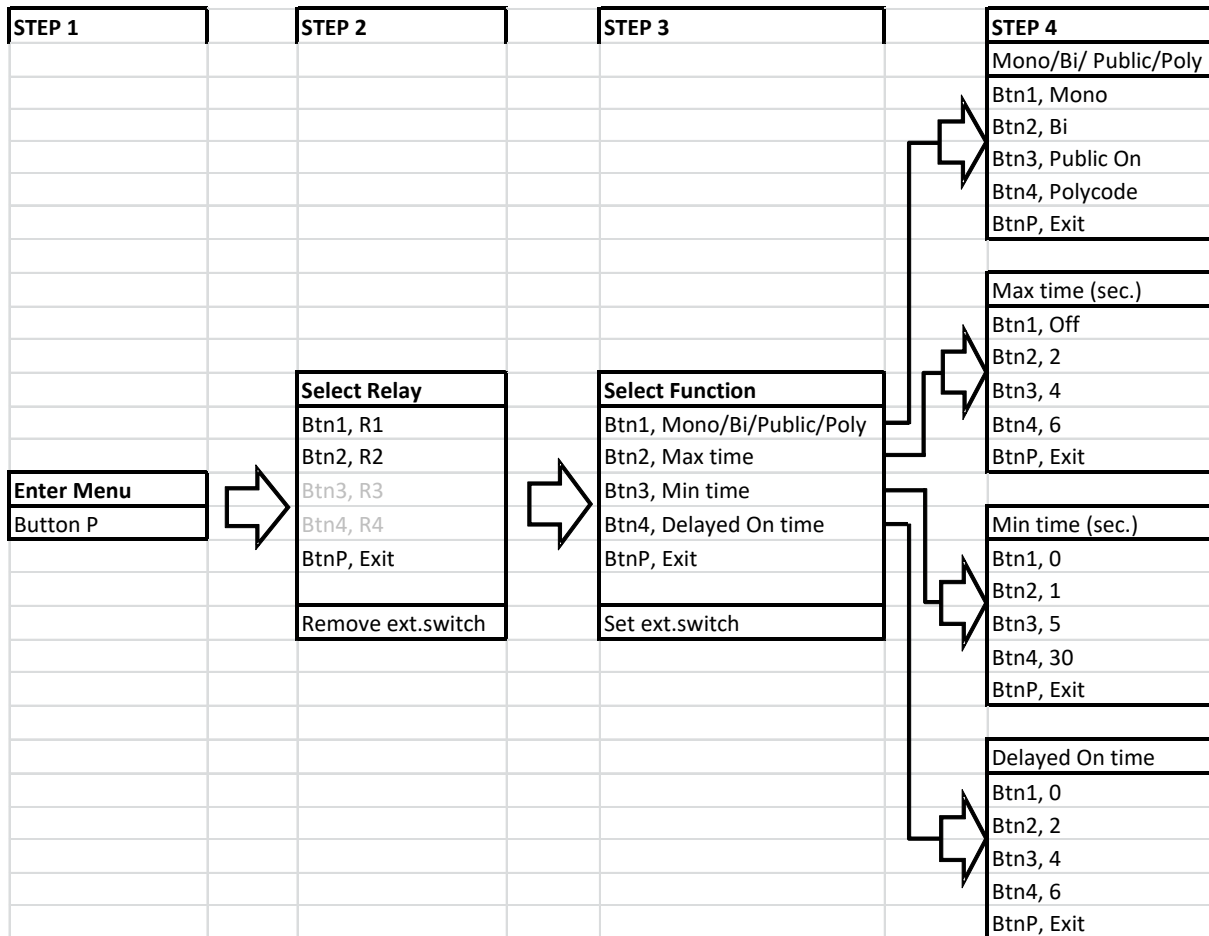 STEP 1
STEP 2
STEP 3
STEP 4
Enter Menu
Button P
Select Relay
Btn1, R1
Btn2, R2
Btn3, R3
Btn4, R4
BtnP, Exit
Remove ext.switch
Select Function
Btn1, Mono/Bi/Public/Poly
Btn2, Max time
Btn3, Min time
Btn4, Delayed On time
BtnP, Exit
Set ext.switch
Mono/Bi/ Public/Poly
Btn1, Mono
Btn2, Bi
Btn3, Public On
Btn4, Polycode
BtnP, Exit
Max time (sec.)
Btn1, Off
Btn2, 2
Btn3, 4
Btn4, 6
BtnP, Exit
Min time (sec.)
Btn1, 0
Btn2, 1
Btn3, 5
Btn4, 30
BtnP, Exit
Delayed On time
Btn1, 0
Btn2, 2
Btn3, 4
Btn4, 6
BtnP, Exit